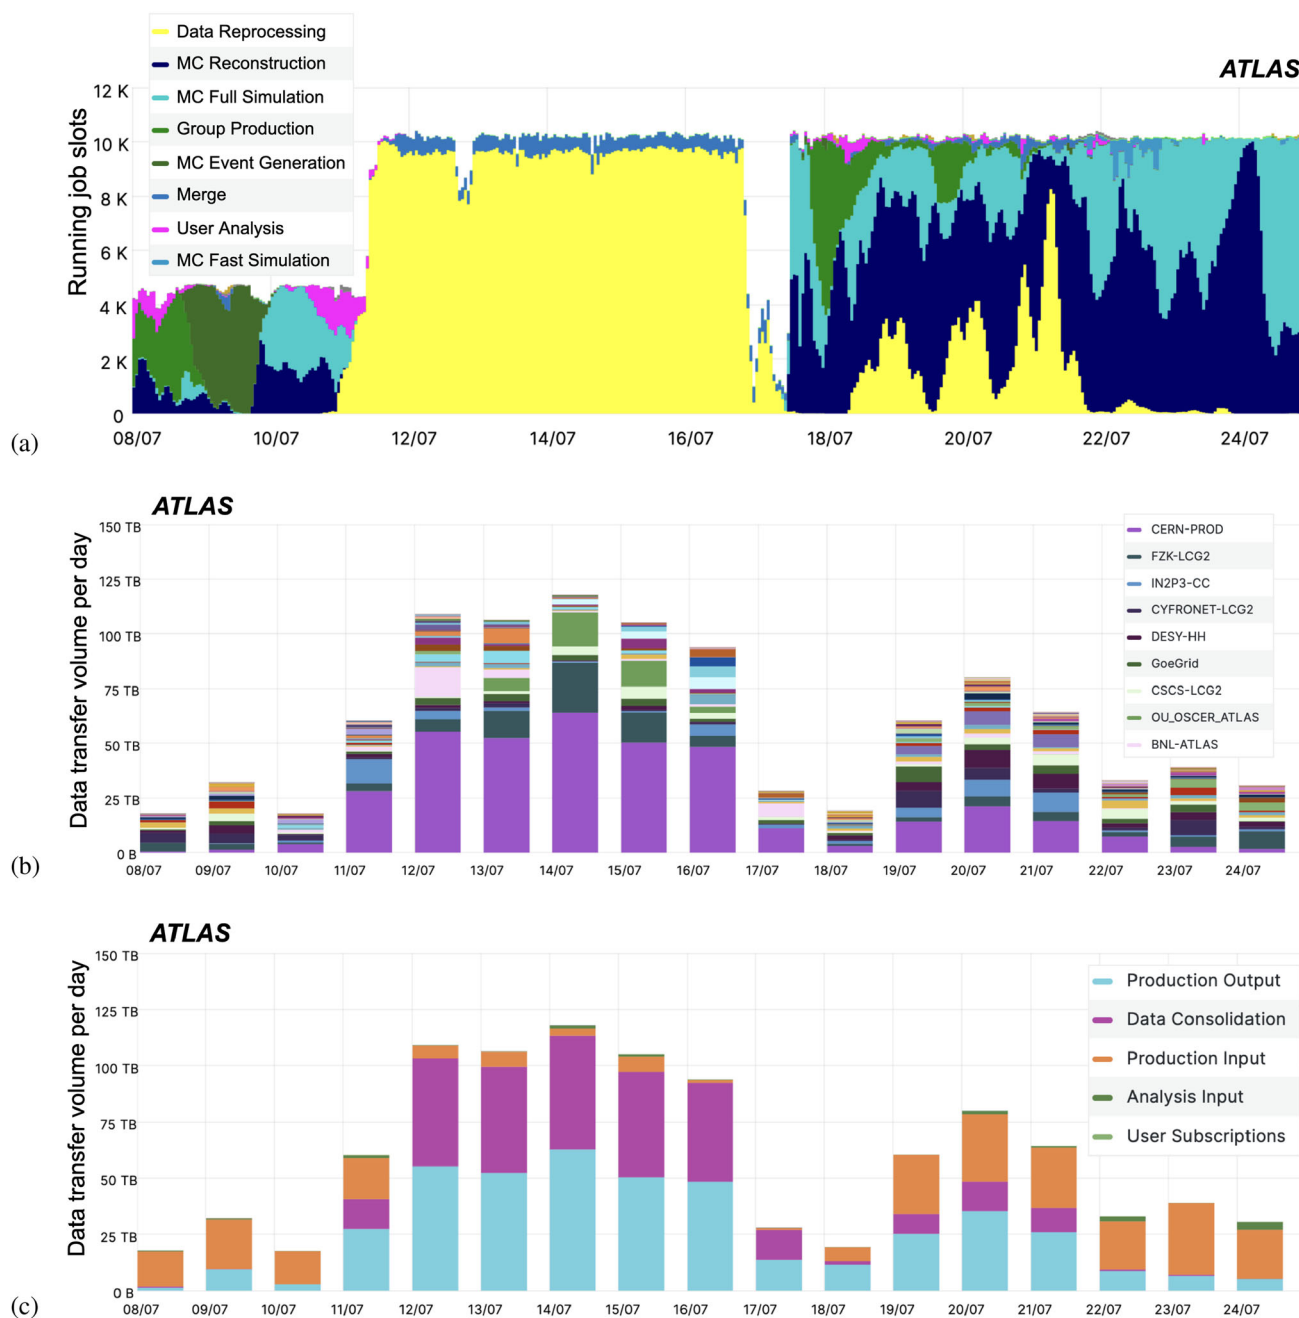 Data Reprocessing
MC Reconstruction
MC Full Simulation
Group Production
MC Event Generation
Merge
User Analysis
MC Fast Simulation
ATLAS
Running job slots
12 K
10 K
8 K
6 K
4 K
2 K
0
08/07 10/07 12/07 14/07 16/07 18/07 20/07 22/07 24/07
(a)
ATLAS
Data transfer volume per day
150 TB
125 TB
100 TB
75 TB
50 TB
25 TB
0 B
CERN-PROD
FZK-LCG2
IN2P3-CC
CYFRONET-LCG2
DESY-HH
GoeGrid
CSCS-LCG2
OU_OSCER_ATLAS
BNL-ATLAS
08/07 09/07 10/07 11/07 12/07 13/07 14/07 15/07 16/07 17/07 18/07 19/07 20/07 21/07 22/07 23/07 24/07
(b)
ATLAS
Data transfer volume per day
150 TB
125 TB
100 TB
75 TB
50 TB
25 TB
0 B
Production Output
Data Consolidation
Production Input
Analysis Input
User Subscriptions
08/07 09/07 10/07 11/07 12/07 13/07 14/07 15/07 16/07 17/07 18/07 19/07 20/07 21/07 22/07 23/07 24/07
(c)